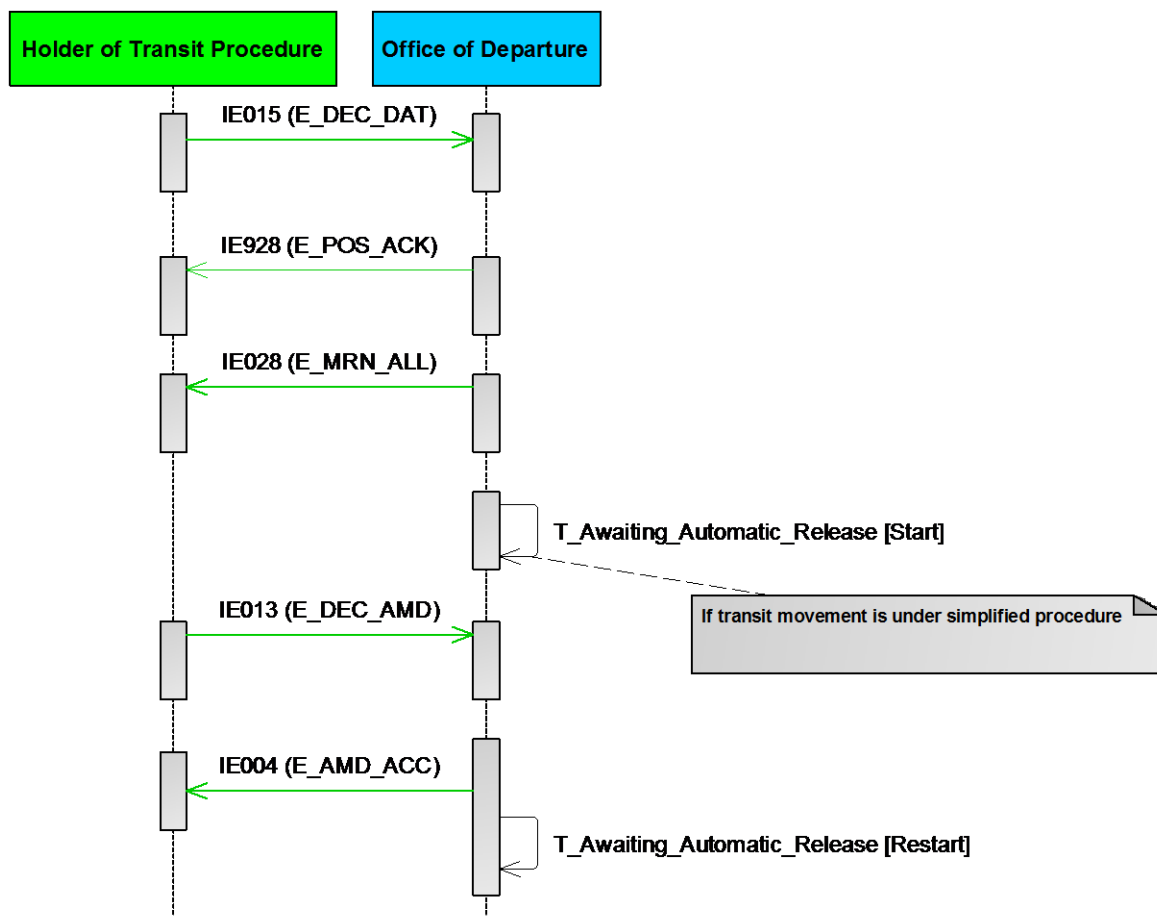 Holder of Transit Procedure
Office of Departure
IE015 (E_DEC_DAT)
IE928 (E_POS_ACK)
IE028 (E_MRN_ALL)
T_Awaiting_Automatic_Release [Start]
If transit movement is under simplified procedure
IE013 (E_DEC_AMD)
IE004 (E_AMD_ACC)
T_Awaiting_Automatic_Release [Restart]